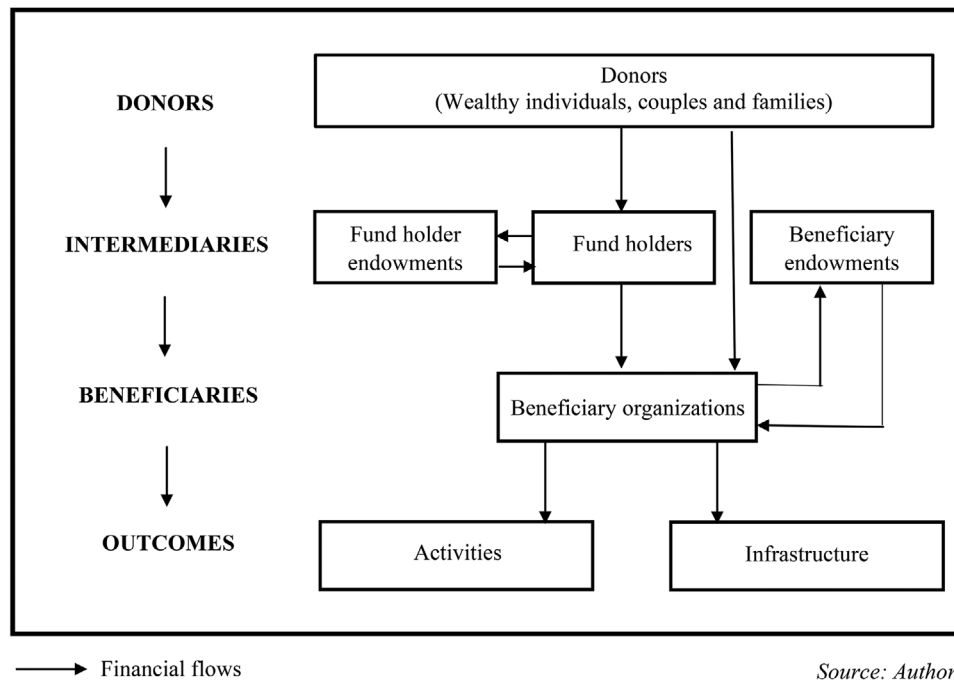 DONORS
Donors
(Wealthy individuals, couples and families)
INTERMEDIARIES
Fund holder
endowments
Fund holders
Beneficiary
endowments
BENEFICIARIES
Beneficiary organizations
OUTCOMES
Activities
Infrastructure
Financial flows
Source: Author